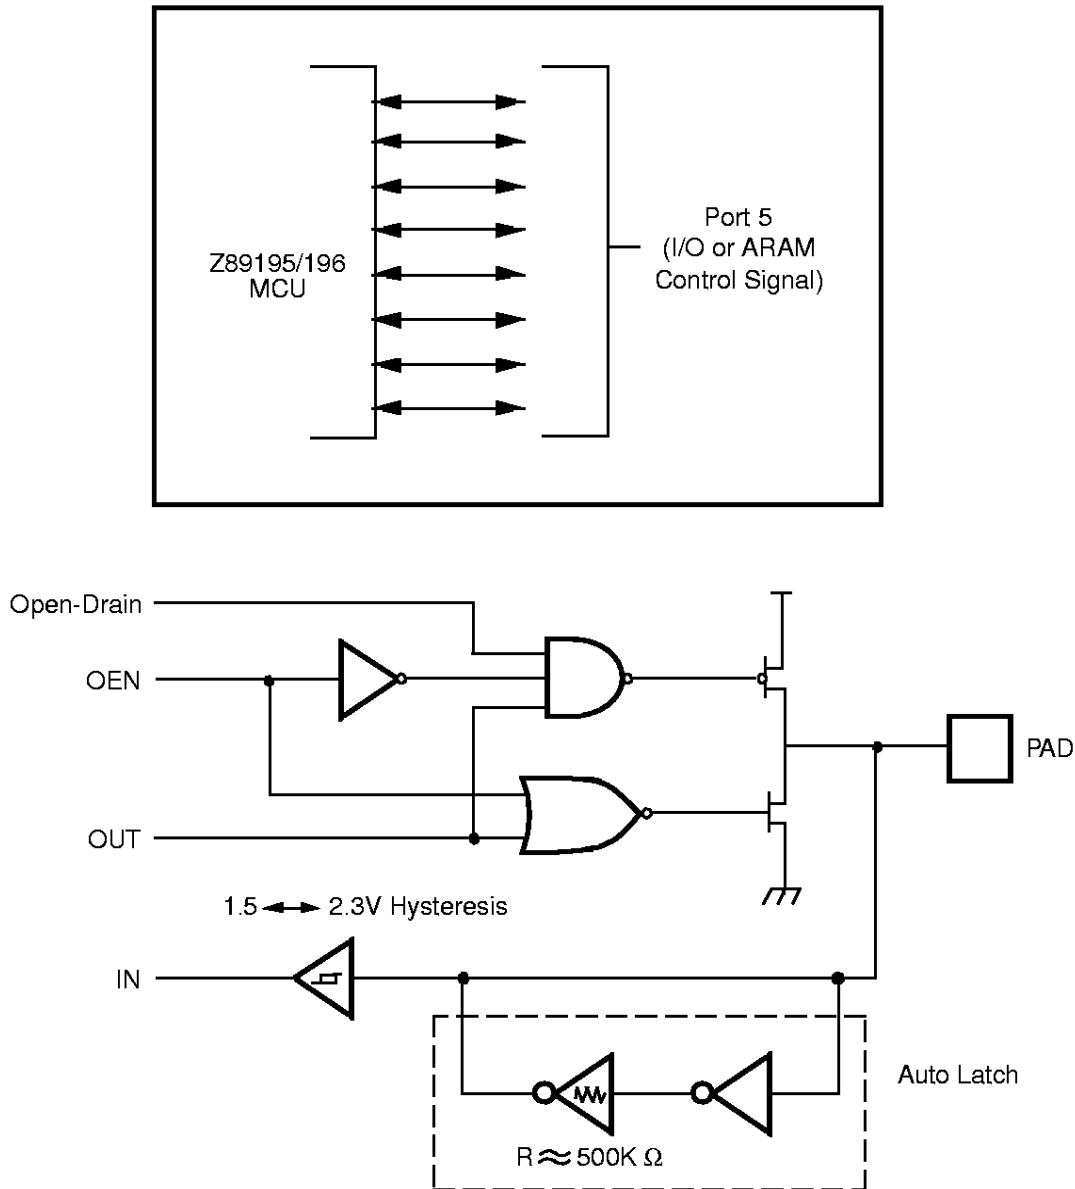 Z89195/196
MCU
Port 5
(I/O or ARAM
Control Signal)
Open-Drain
OEN
PAD
OUT
1.5 ↔ 2.3V Hysteresis
IN
Auto Latch
R ≈ 500K Ω